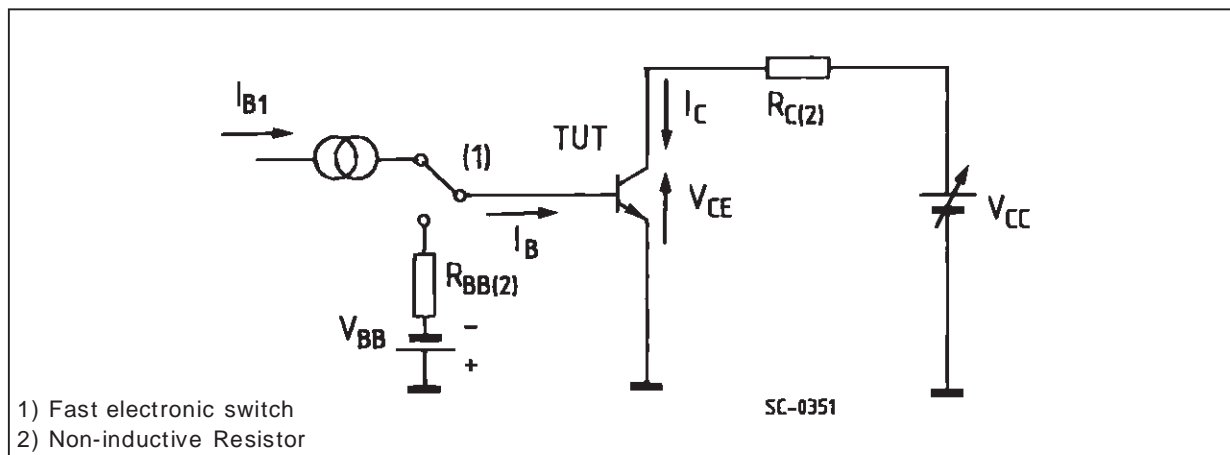 I_B1
(1)
TUT
I_C
R_C(2)
V_CE
V_CC
I_B
R_BB(2)
V_BB
-
+
SC-0351
1) Fast electronic switch
2) Non-inductive Resistor